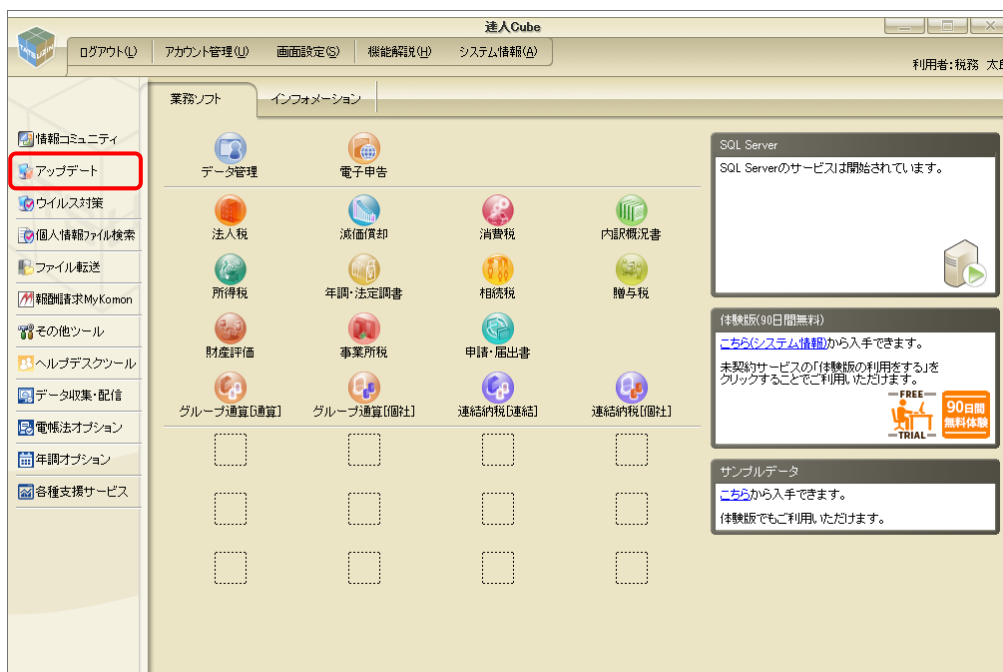 達人Cube
TATSUZIN
ログアウト(L)
アカウント管理(U)
画面設定(S)
機能解説(H)
システム情報(A)
利用者:税務 太郎
業務ソフト
インフォメーション
情報コミュニティ
アップデート
ウイルス対策
個人情報ファイル検索
ファイル転送
報酬請求MyKomon
その他ツール
ヘルプデスクツール
データ収集・配信
電帳法オプション
年調オプション
各種支援サービス
データ管理
電子申告
法人税
減価償却
消費税
内訳概況書
所得税
年調・法定調書
相続税
贈与税
財産評価
事業所税
申請・届出書
グループ通算[通算]
グループ通算[個社]
連結納税[連結]
連結納税[個社]
SQL Server
SQL Serverのサービスは開始されています。
体験版(90日間無料)
こちら(システム情報)から入手できます。
未契約サービスの「体験版の利用をする」を
クリックすることでご利用いただけます。
FREE
TRIAL
90日間
無料体験
サンプルデータ
こちらから入手できます。
体験版でもご利用いただけます。